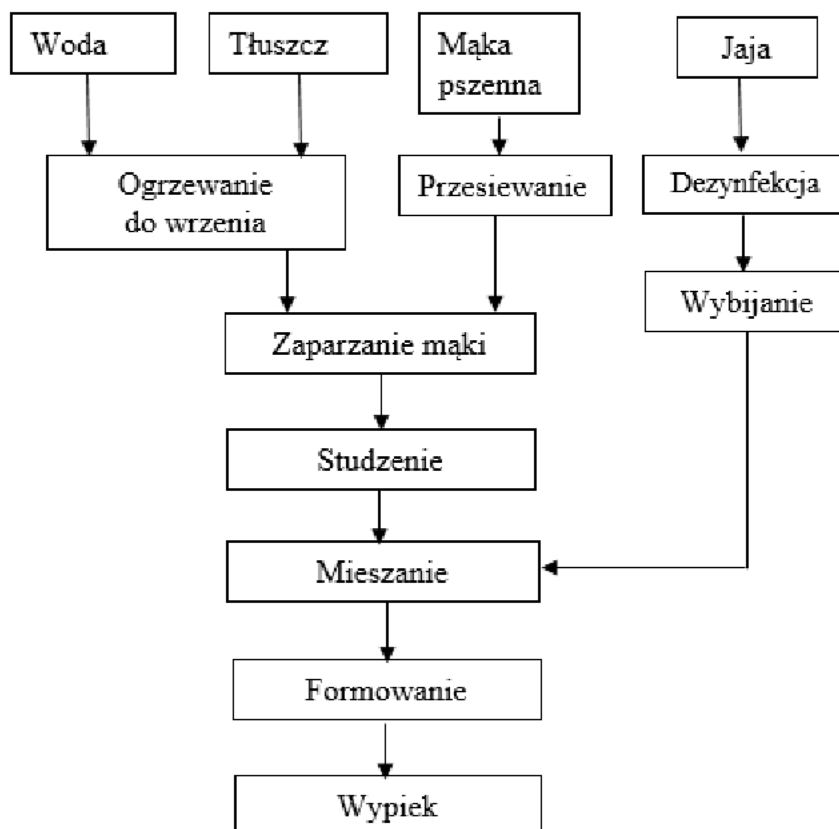 Woda
Tłuszcz
Mąka
pszenna
Jaja
Ogrzewanie
do wrzenia
Przesiewanie
Dezynfekcja
Wybijanie
Zaparzanie mąki
Studzenie
Mieszanie
Formowanie
Wypiek